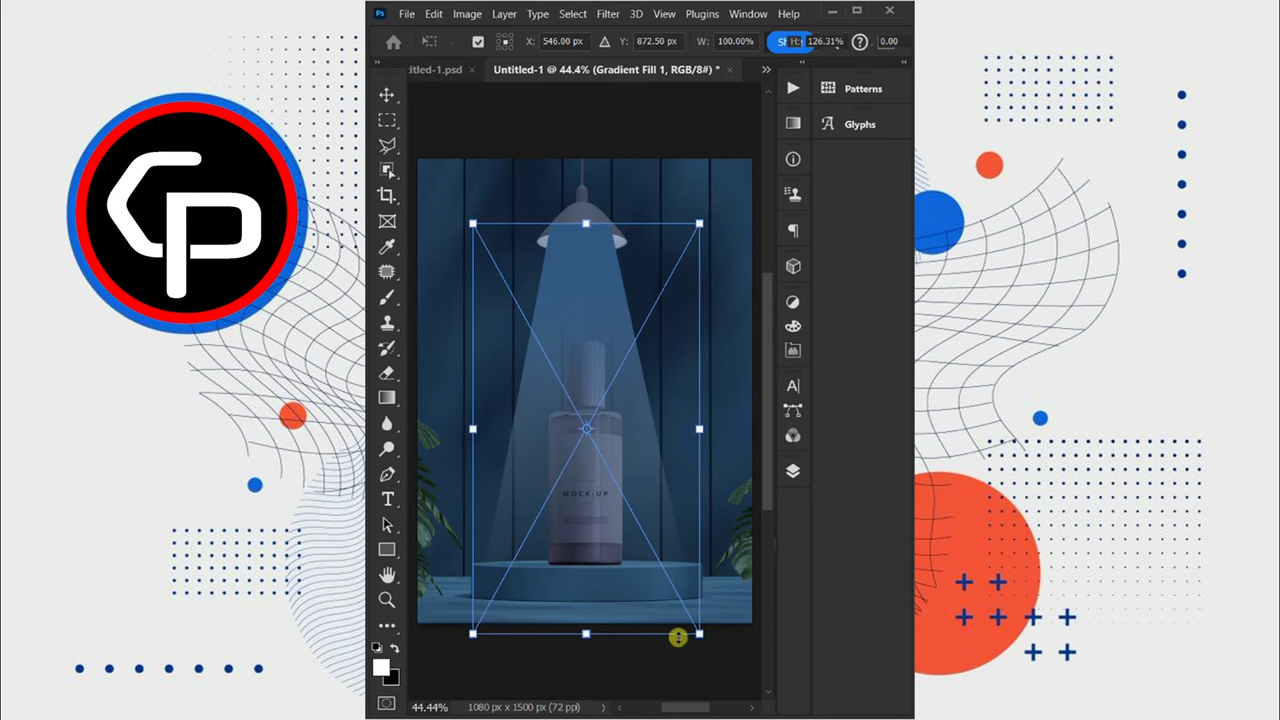 CP
Ps File Edit Image Layer Type Select Filter 3D View Plugins Window Help
X: 546.00 px Y: 872.50 px W: 100.00% H: 126.31% 0.00
itled-1.psd × Untitled-1 @ 44.4% (Gradient Fill 1, RGB/8#) * ×
Patterns
Glyphs
MOCK-UP
44.44% 1080 px x 1500 px (72 ppi)